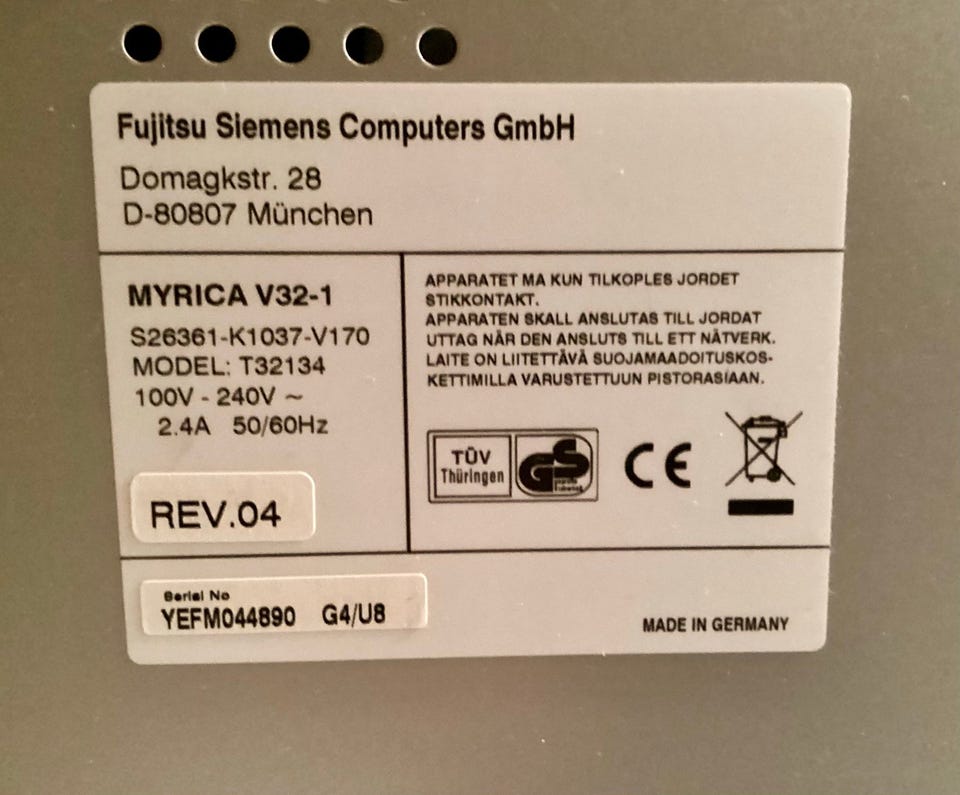 Fujitsu Siemens Computers GmbH
Domagkstr. 28
D-80807 München
MYRICA V32-1
S26361-K1037-V170
MODEL: T32134
100V - 240V ~
2.4A 50/60Hz
REV.04
APPARATET MA KUN TILKOPLES JORDET
STIKKONTAKT.
APPARATEN SKALL ANSLUTAS TILL JORDAT
UTTAG NÄR DEN ANSLUTS TILL ETT NÄTVERK.
LAITE ON LIITETTÄVÄ SUOJAMAADOITUSKOS-
KETTIMILLA VARUSTETTUUN PISTORASIAAN.
TÜV
Thüringen
GS
geprüfte
Sicherheit
CE
Serial No
YEFM044890 G4/U8
MADE IN GERMANY